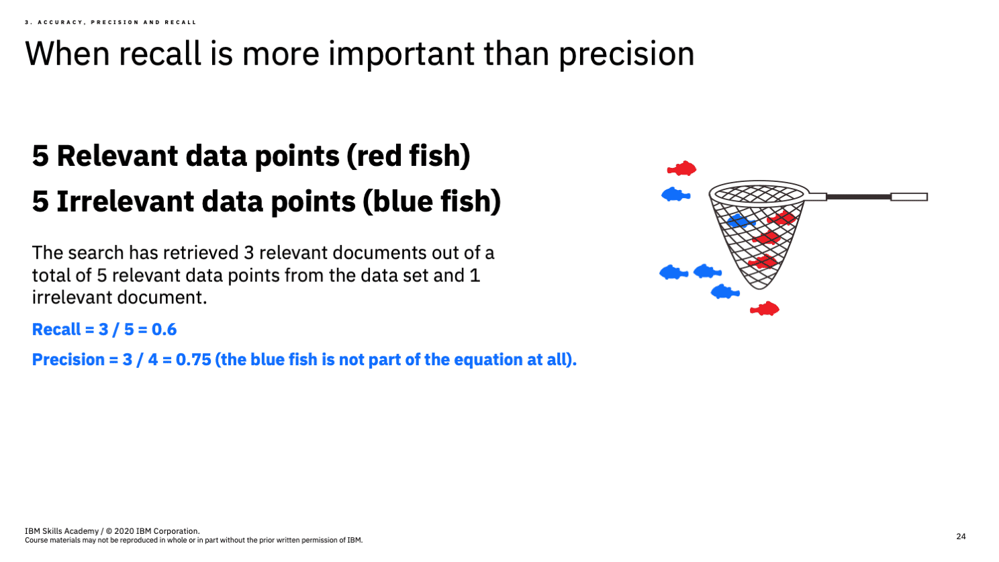 3. ACCURACY, PRECISION AND RECALL
When recall is more important than precision
5 Relevant data points (red fish)
5 Irrelevant data points (blue fish)
The search has retrieved 3 relevant documents out of a
total of 5 relevant data points from the data set and 1
irrelevant document.
Recall = 3 / 5 = 0.6
Precision = 3 / 4 = 0.75 (the blue fish is not part of the equation at all).
IBM Skills Academy / © 2020 IBM Corporation.
Course materials may not be reproduced in whole or in part without the prior written permission of IBM.
24